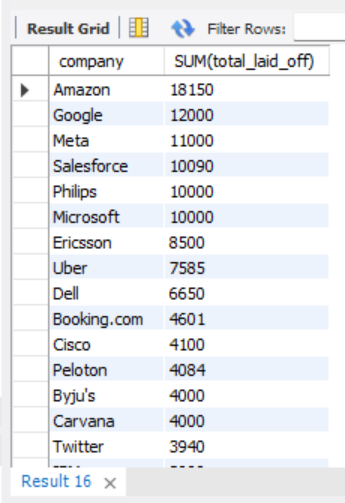 Result Grid Filter Rows:
company SUM(total_laid_off)
Amazon 18150
Google 12000
Meta 11000
Salesforce 10090
Philips 10000
Microsoft 10000
Ericsson 8500
Uber 7585
Dell 6650
Booking.com 4601
Cisco 4100
Peloton 4084
Byju's 4000
Carvana 4000
Twitter 3940
Result 16 ×